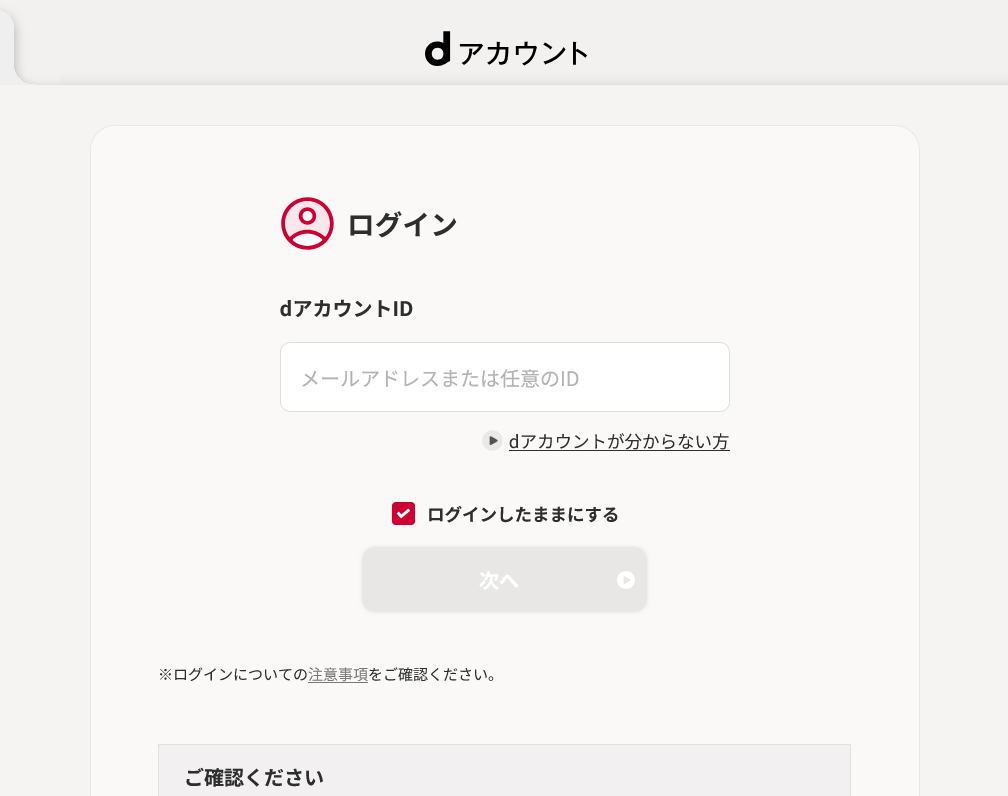 dアカウント
ログイン
dアカウントID
メールアドレスまたは任意のID
dアカウントが分からない方
ログインしたままにする
次へ
※ログインについての注意事項をご確認ください。
ご確認ください